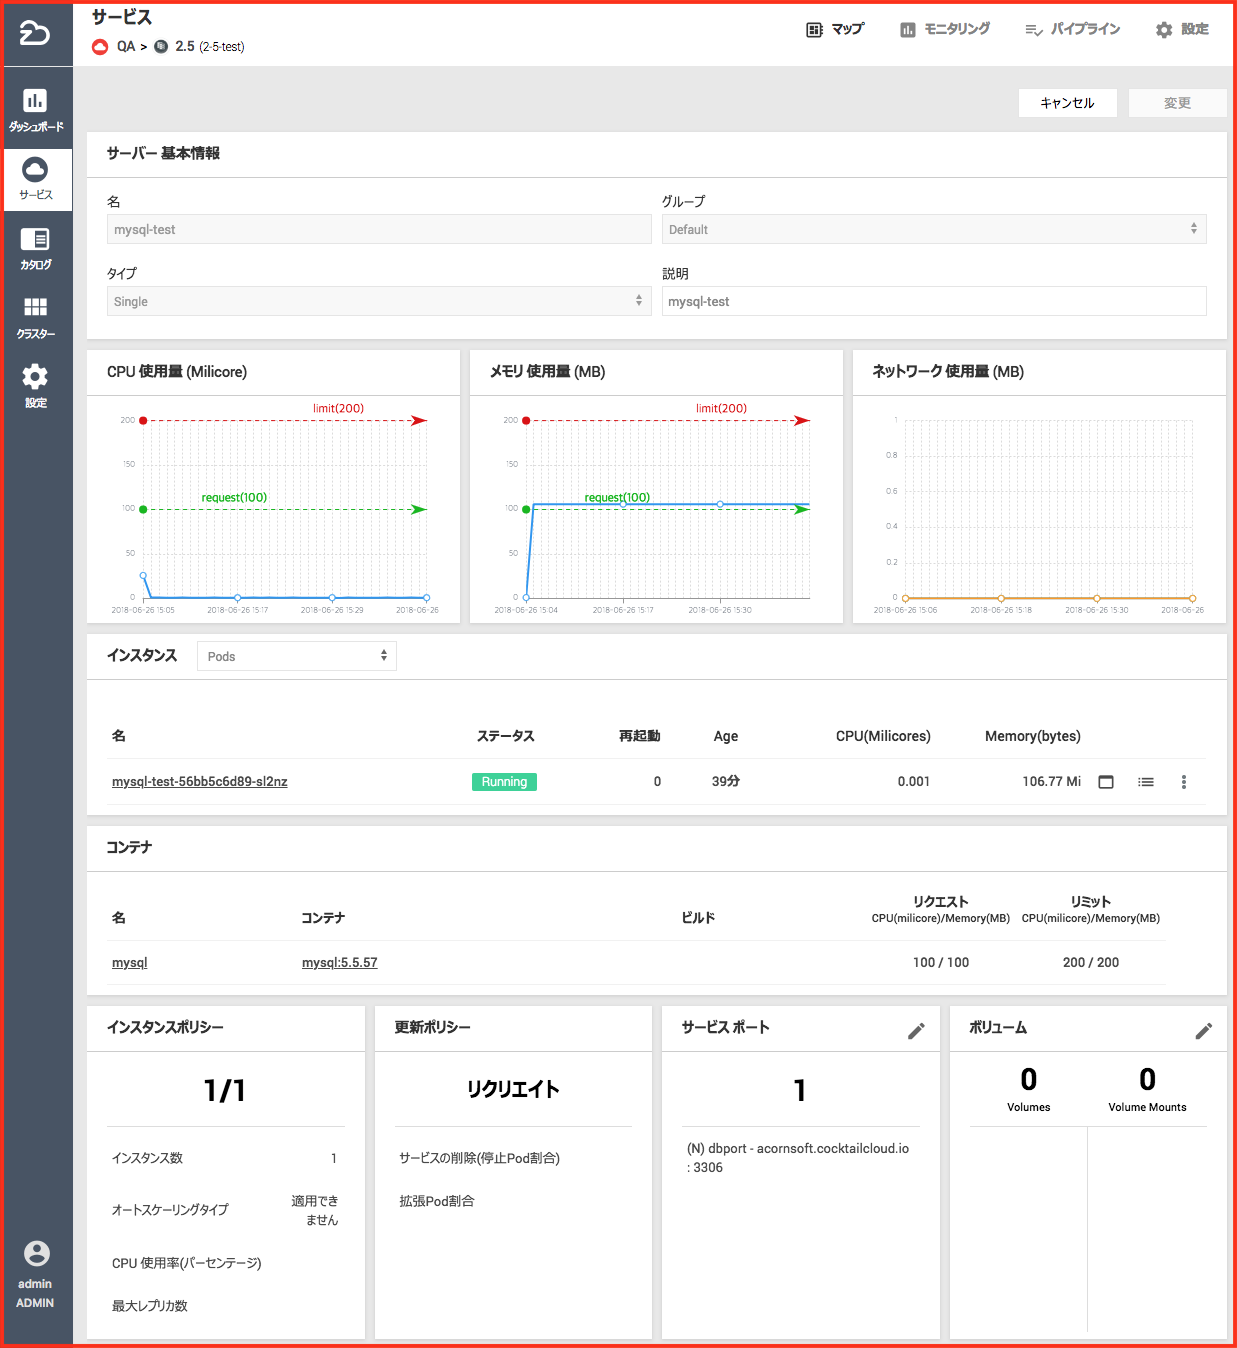 サービス
QA > 2.5 (2-5-test)
マップ
モニタリング
パイプライン
設定
ダッシュボード
サービス
カタログ
クラスター
設定
admin
ADMIN
キャンセル
変更
サーバー 基本情報
名
グループ
mysql-test
Default
タイプ
説明
Single
mysql-test
CPU 使用量 (Milicore)
limit(200)
200
150
request(100)
100
50
0
2018-06-26 15:05
2018-06-26 15:17
2018-06-26 15:29
2018-06-26
メモリ 使用量 (MB)
limit(200)
200
150
request(100)
100
50
0
2018-06-26 15:04
2018-06-26 15:17
2018-06-26 15:30
ネットワーク 使用量 (MB)
1
0.8
0.6
0.4
0.2
0
2018-06-26 15:06
2018-06-26 15:18
2018-06-26 15:30
2018-06-26
インスタンス
Pods
名
ステータス
再起動
Age
CPU(Milicores)
Memory(bytes)
mysql-test-56bb5c6d89-sl2nz
Running
0
39分
0.001
106.77 Mi
コンテナ
名
コンテナ
ビルド
リクエスト
CPU(milicore)/Memory(MB)
リミット
CPU(milicore)/Memory(MB)
mysql
mysql:5.5.57
100 / 100
200 / 200
インスタンスポリシー
1/1
インスタンス数
1
オートスケーリングタイプ
適用でき
ません
CPU 使用率(パーセンテージ)
最大レプリカ数
更新ポリシー
リクリエイト
サービスの削除(停止Pod割合)
拡張Pod割合
サービス ポート
1
(N) dbport - acornsoft.cocktailcloud.io
: 3306
ボリューム
0
Volumes
0
Volume Mounts